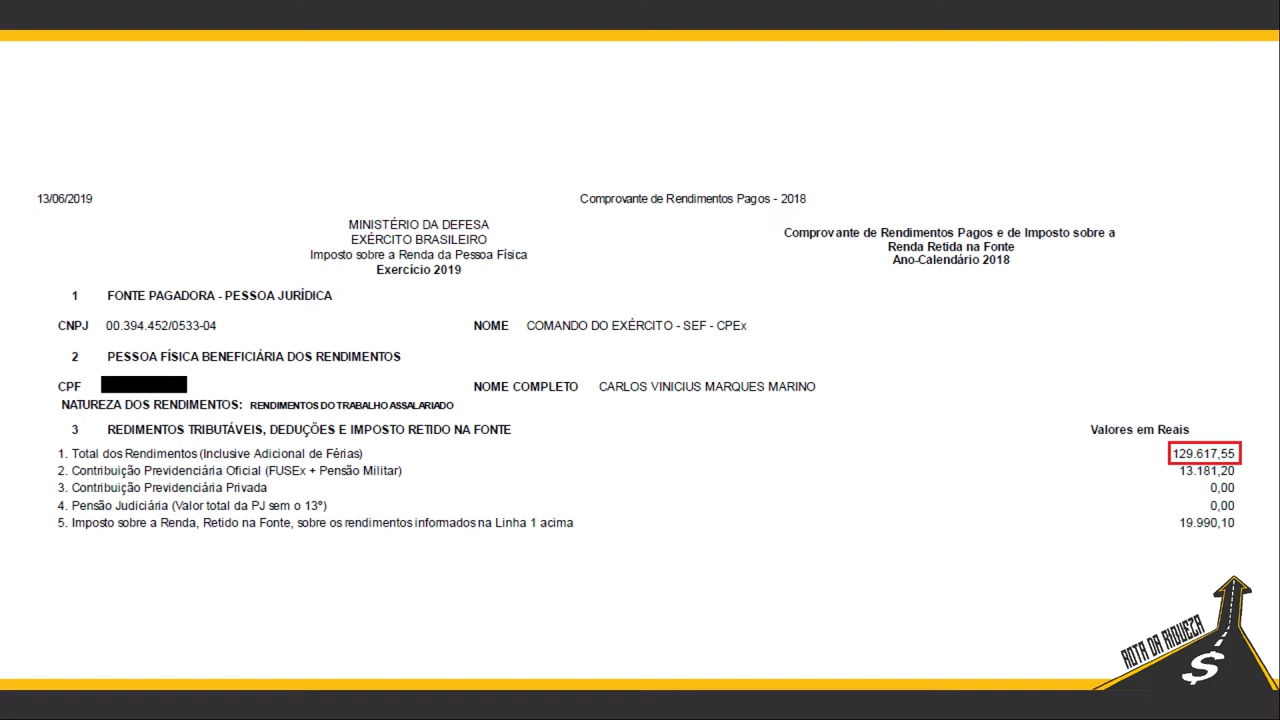 13/06/2019 Comprovante de Rendimentos Pagos - 2018
MINISTÉRIO DA DEFESA
EXÉRCITO BRASILEIRO
Imposto sobre a Renda da Pessoa Física
Exercício 2019
Comprovante de Rendimentos Pagos e de Imposto sobre a
Renda Retida na Fonte
Ano-Calendário 2018
1 FONTE PAGADORA - PESSOA JURÍDICA
CNPJ 00.394.452/0533-04 NOME COMANDO DO EXÉRCITO - SEF - CPEx
2 PESSOA FÍSICA BENEFICIÁRIA DOS RENDIMENTOS
CPF NOME COMPLETO CARLOS VINICIUS MARQUES MARINO
NATUREZA DOS RENDIMENTOS: RENDIMENTOS DO TRABALHO ASSALARIADO
3 REDIMENTOS TRIBUTÁVEIS, DEDUÇÕES E IMPOSTO RETIDO NA FONTE Valores em Reais
1. Total dos Rendimentos (Inclusive Adicional de Férias) 129.617,55
2. Contribuição Previdenciária Oficial (FUSEx + Pensão Militar) 13.181,20
3. Contribuição Previdenciária Privada 0,00
4. Pensão Judiciária (Valor total da PJ sem o 13º) 0,00
5. Imposto sobre a Renda, Retido na Fonte, sobre os rendimentos informados na Linha 1 acima 19.990,10
ROTA DA RIQUEZA
$